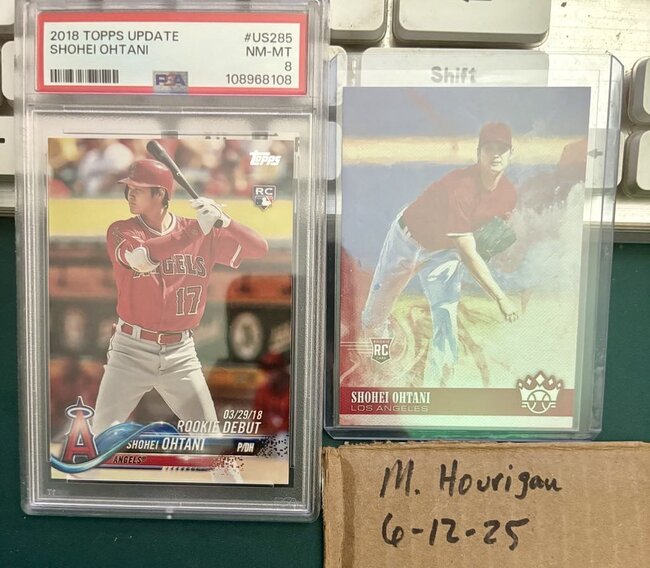 2018 TOPPS UPDATE #US285
SHOHEI OHTANI NM-MT
8
PSA 108968108
Topps
RC
ANGELS
17
03/29/18
ROOKIE DEBUT
SHOHEI OHTANI P/DH
ANGELS
A
Shift
ROOKIE
RC
SHOHEI OHTANI
LOS ANGELES
M. Hourigan
6-12-25